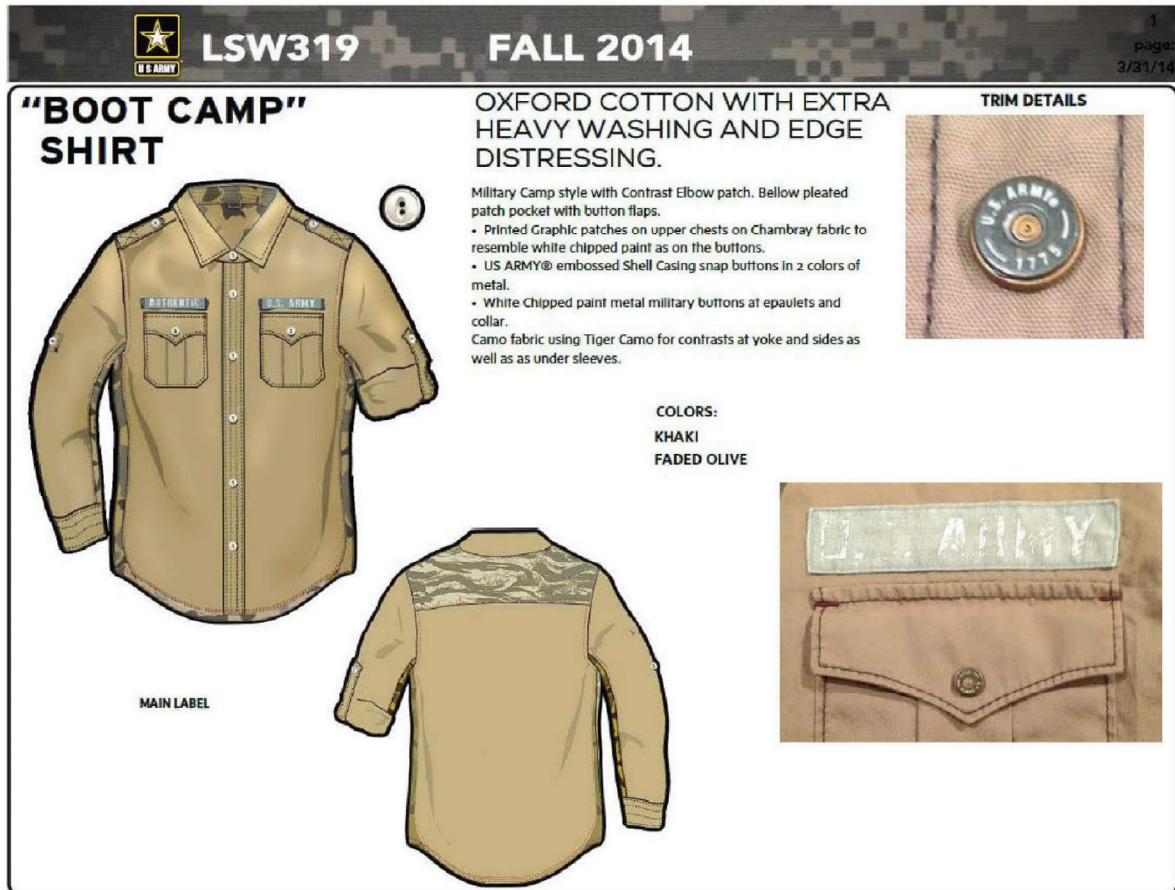 U S ARMY
LSW319
FALL 2014
1
page:
3/31/14
"BOOT CAMP"
SHIRT
OXFORD COTTON WITH EXTRA
HEAVY WASHING AND EDGE
DISTRESSING.
Military Camp style with Contrast Elbow patch. Bellow pleated
patch pocket with button flaps.
• Printed Graphic patches on upper chests on Chambray fabric to
resemble white chipped paint as on the buttons.
• US ARMY® embossed Shell Casing snap buttons in 2 colors of
metal.
• White Chipped paint metal military buttons at epaulets and
collar.
Camo fabric using Tiger Camo for contrasts at yoke and sides as
well as as under sleeves.
TRIM DETAILS
U.S. ARMY®
1775
AUTHENTIC
U.S. ARMY
COLORS:
KHAKI
FADED OLIVE
U.S. ARMY
MAIN LABEL